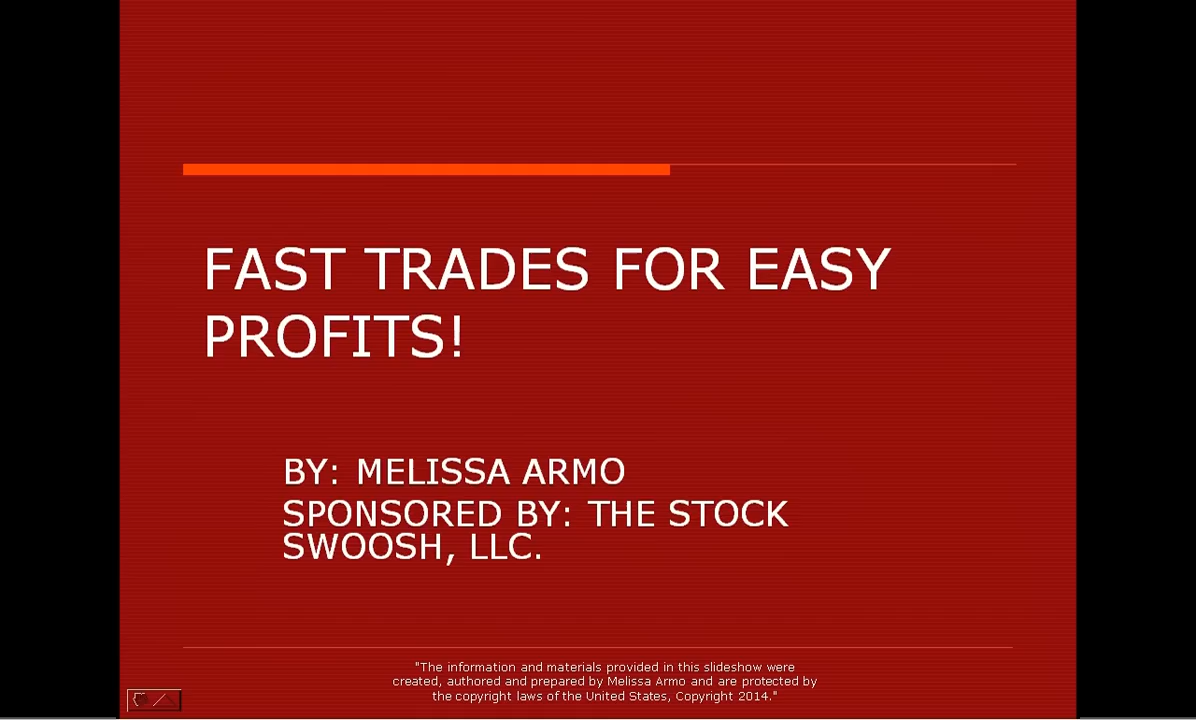 FAST TRADES FOR EASY
PROFITS!
BY: MELISSA ARMO
SPONSORED BY: THE STOCK
SWOOSH, LLC.
"The information and materials provided in this slideshow were
created, authored and prepared by Melissa Armo and are protected by
the copyright laws of the United States, Copyright 2014."